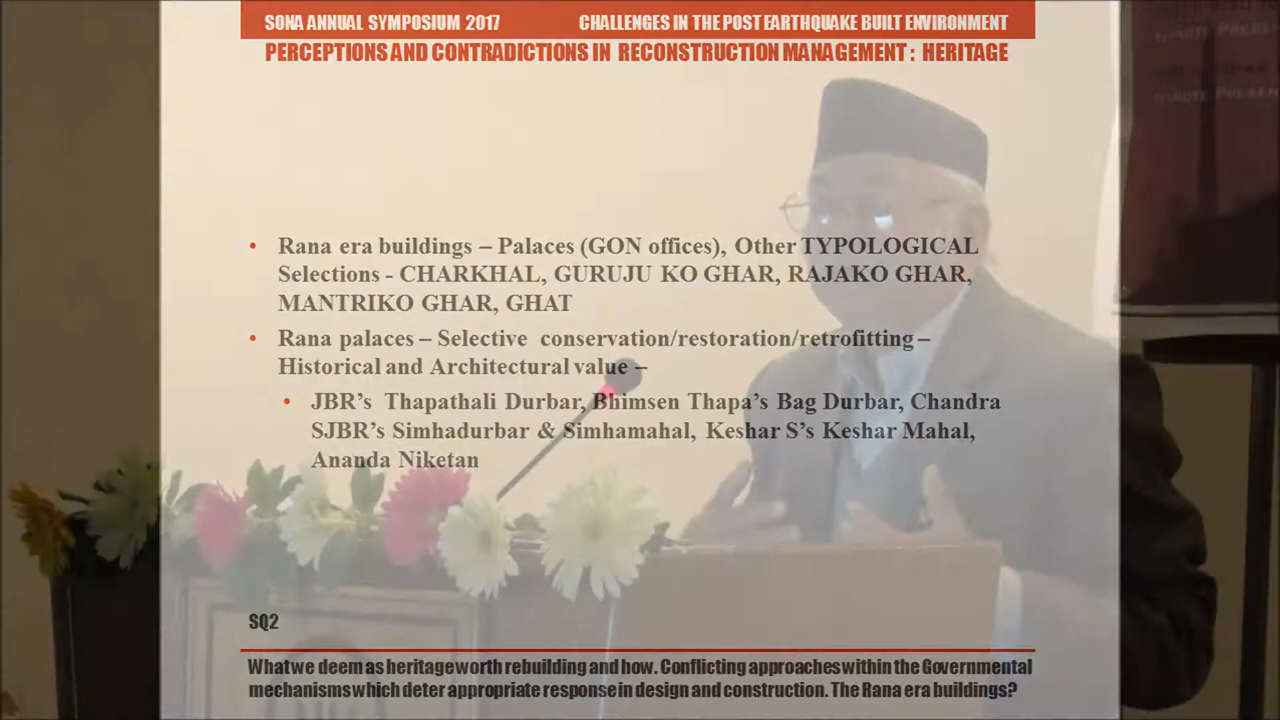 SONA ANNUAL SYMPOSIUM 2017 CHALLENGES IN THE POST EARTHQUAKE BUILT ENVIRONMENT
PERCEPTIONS AND CONTRADICTIONS IN RECONSTRUCTION MANAGEMENT : HERITAGE
• Rana era buildings – Palaces (GON offices), Other TYPOLOGICAL
Selections - CHARKHAL, GURUJU KO GHAR, RAJAKO GHAR,
MANTRIKO GHAR, GHAT
• Rana palaces – Selective conservation/restoration/retrofitting –
Historical and Architectural value –
• JBR’s Thapathali Durbar, Bhimsen Thapa’s Bag Durbar, Chandra
SJBR’s Simhadurbar & Simhamahal, Keshar S’s Keshar Mahal,
Ananda Niketan
SQ2
What we deem as heritage worth rebuilding and how. Conflicting approaches within the Governmental
mechanisms which deter appropriate response in design and construction. The Rana era buildings?